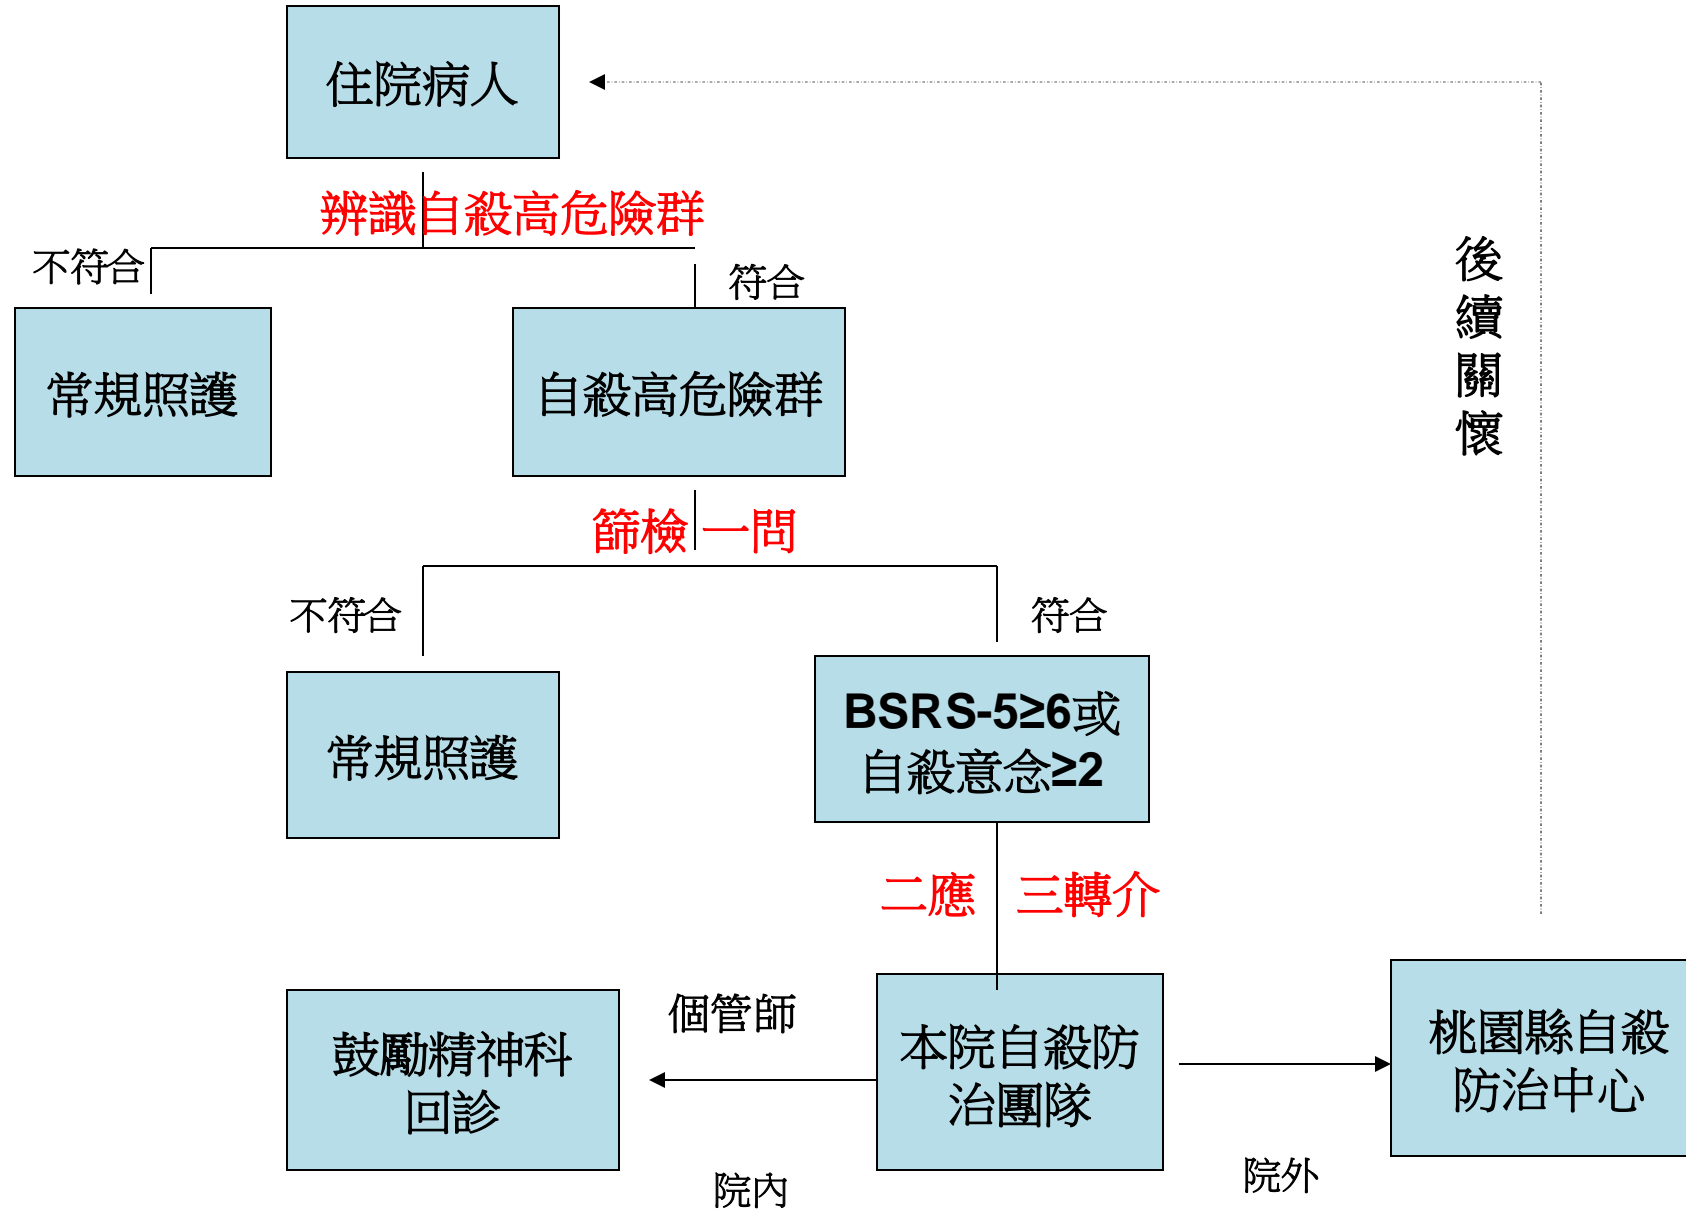 住院病人
辨識自殺高危險群
不符合
符合
常規照護
自殺高危險群
後
續
關
懷
篩檢 一問
不符合
符合
常規照護
BSRS-5≥6或
自殺意念≥2
二應 三轉介
個管師
鼓勵精神科
回診
本院自殺防
治團隊
桃園縣自殺
防治中心
院內
院外